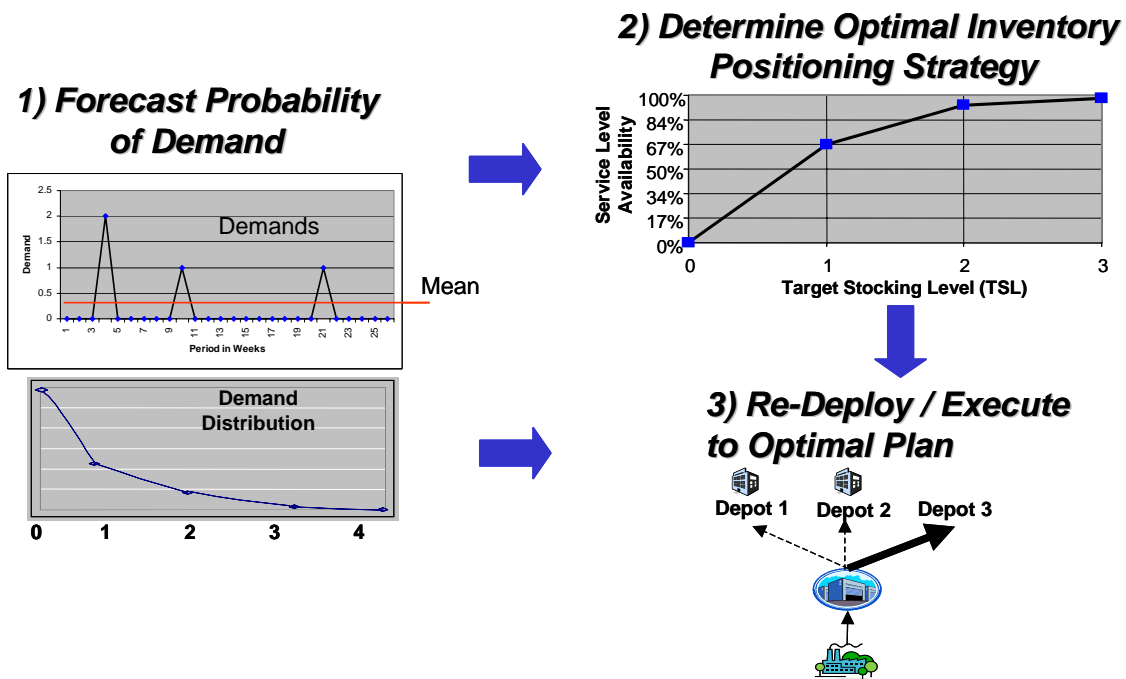 1) Forecast Probability
of Demand
2.5
2
1.5
1
0.5
0
Demand
Demands
Mean
1
3
5
7
9
11
13
15
17
19
21
23
25
Period in Weeks
Demand
Distribution
0
1
2
3
4
2) Determine Optimal Inventory
Positioning Strategy
Service Level
Availability
100%
84%
67%
50%
34%
17%
0%
0
1
2
3
Target Stocking Level (TSL)
3) Re-Deploy / Execute
to Optimal Plan
Depot 1
Depot 2
Depot 3